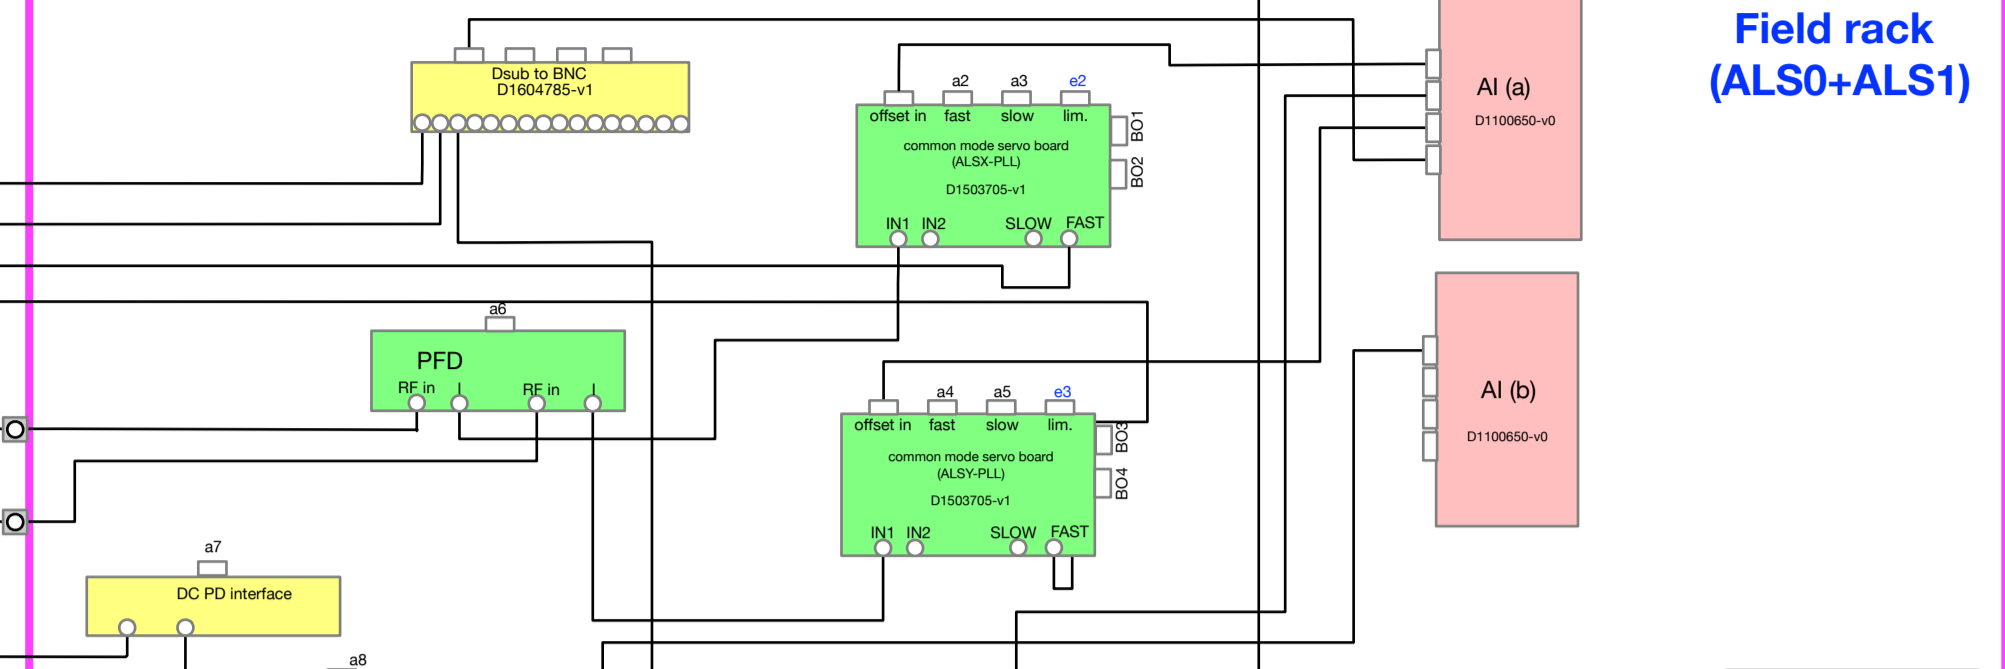 Field rack
(ALS0+ALS1)
Dsub to BNC
D1604785-v1
a2
a3
e2
offset in
fast
slow
lim.
BO1
BO2
common mode servo board
(ALSX-PLL)
D1503705-v1
IN1
IN2
SLOW
FAST
AI (a)
D1100650-v0
a6
PFD
RF in
I
RF in
I
a4
a5
e3
offset in
fast
slow
lim.
BO3
BO4
common mode servo board
(ALSY-PLL)
D1503705-v1
IN1
IN2
SLOW
FAST
AI (b)
D1100650-v0
a7
DC PD interface
a8